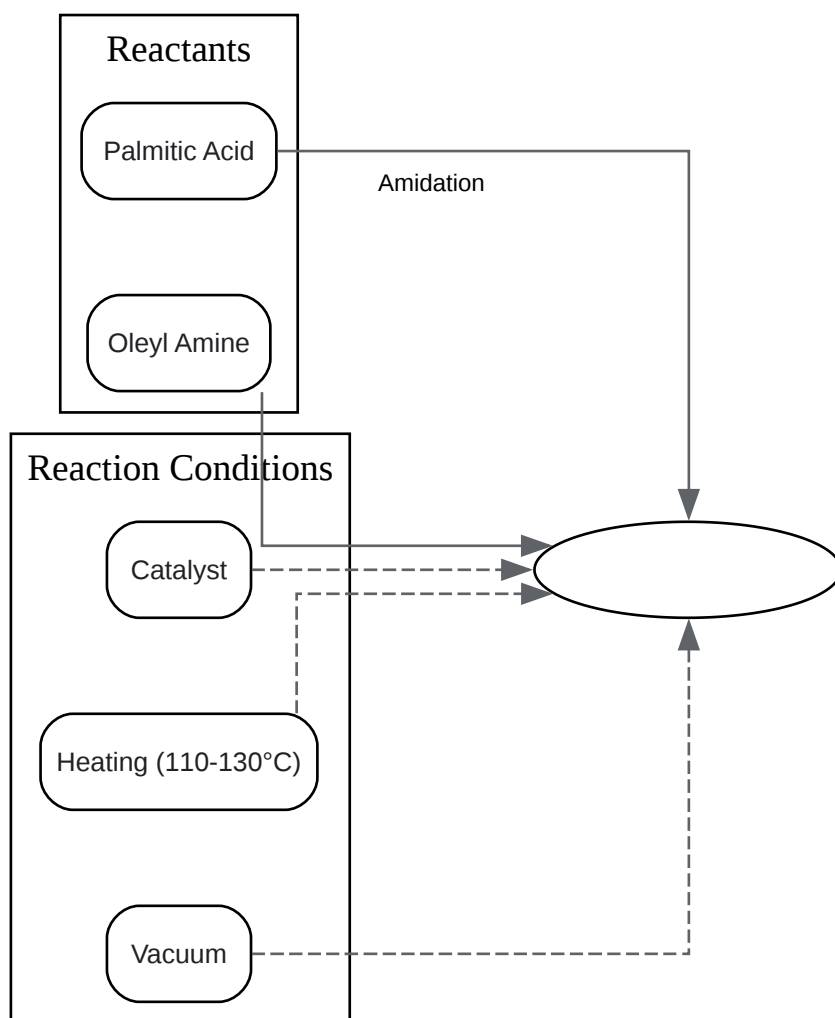 Reactants
Palmitic Acid
Amidation
Oleyl Amine
Reaction Conditions
Catalyst
Heating (110-130°C)
Vacuum